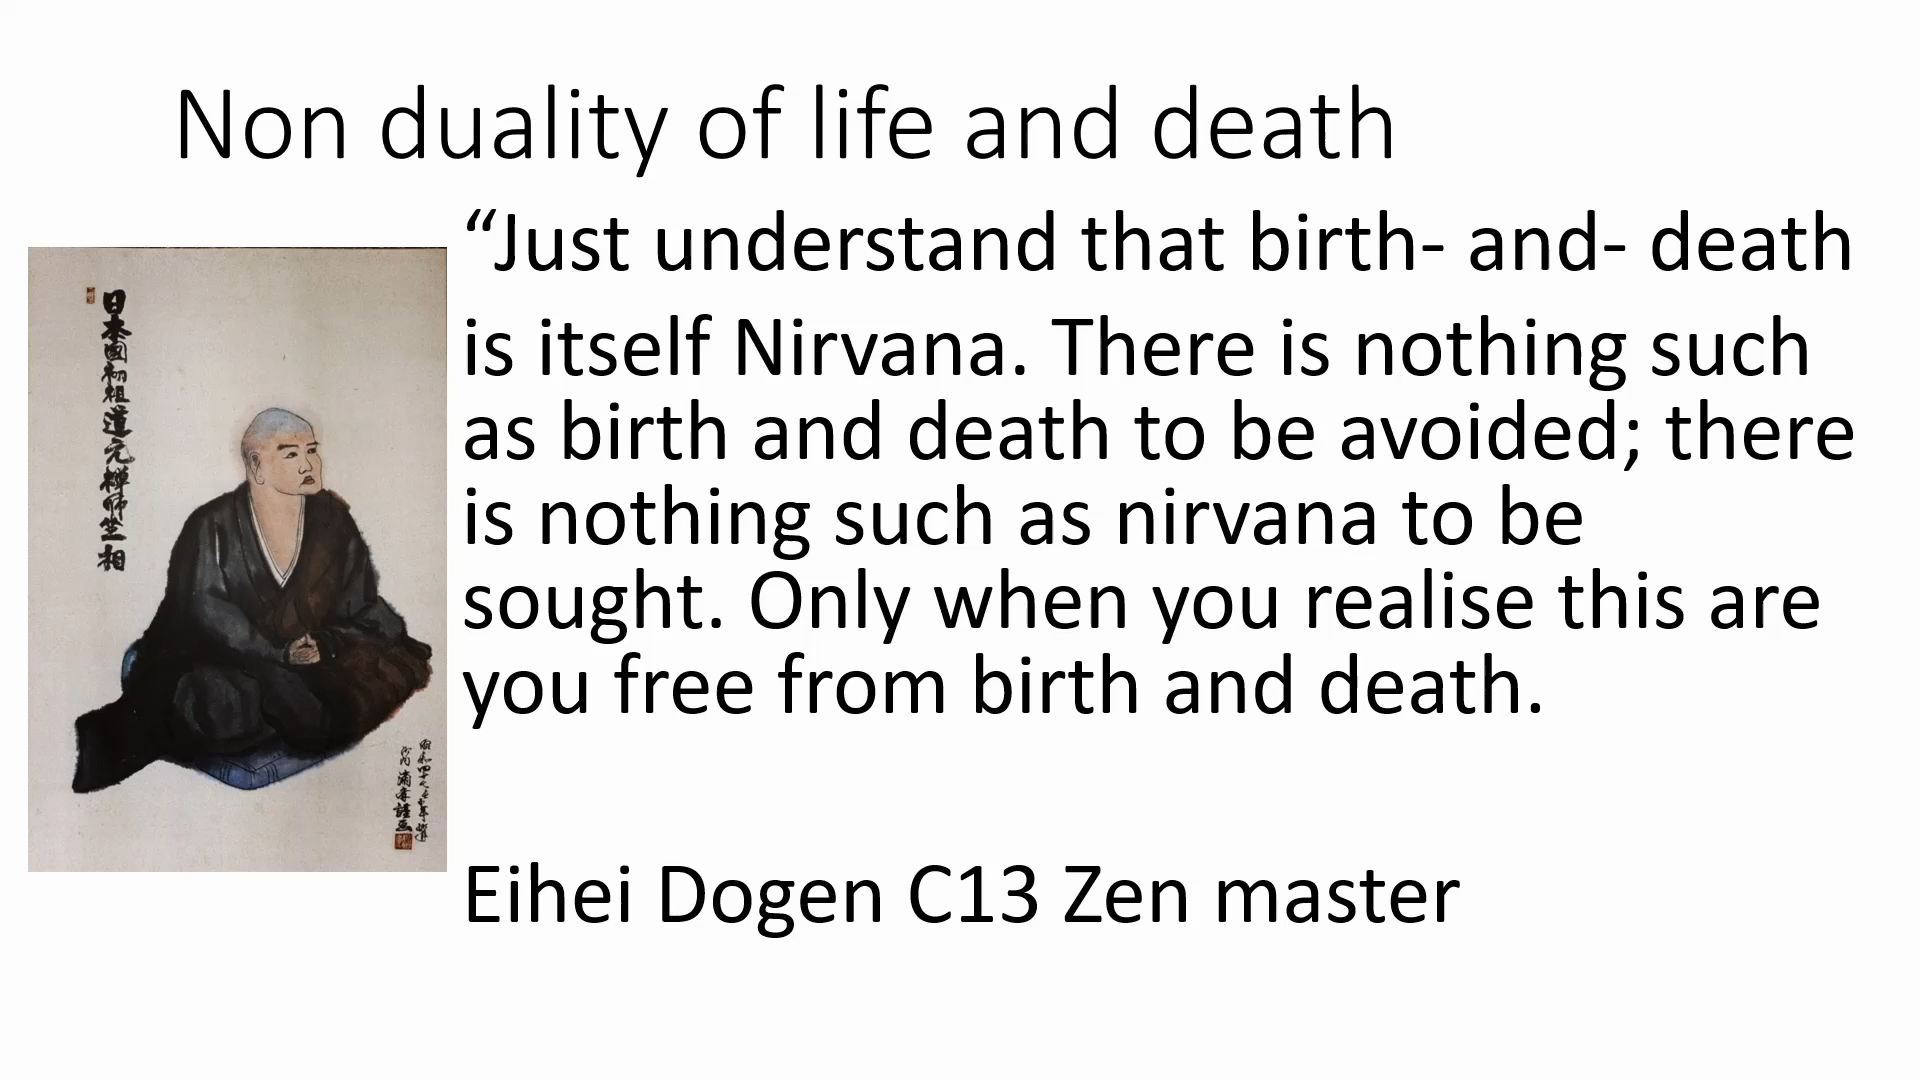 Non duality of life and death
“Just understand that birth- and- death
is itself Nirvana. There is nothing such
as birth and death to be avoided; there
is nothing such as nirvana to be
sought. Only when you realise this are
you free from birth and death.
Eihei Dogen C13 Zen master
日本国初祖道元禅師坐相